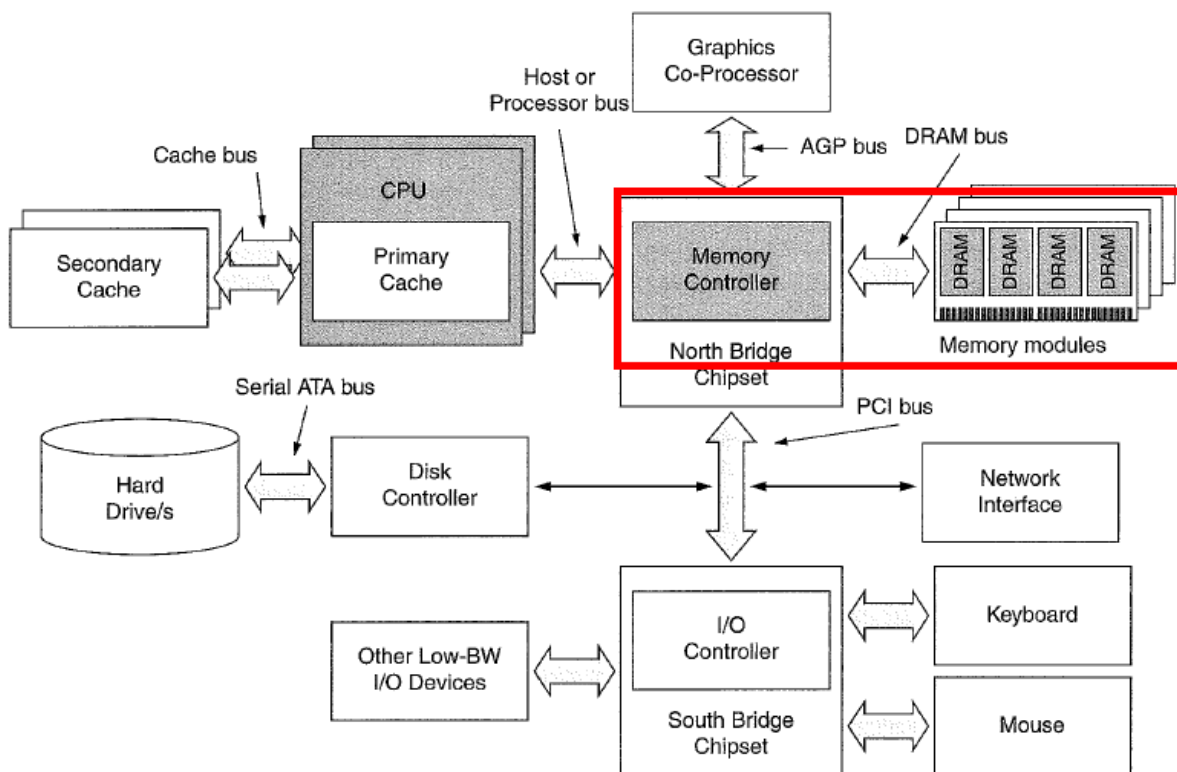 Graphics
Co-Processor
Host or
Processor bus
AGP bus
DRAM bus
Cache bus
CPU
Primary
Cache
Secondary
Cache
Memory
Controller
North Bridge
Chipset
DRAM
DRAM
DRAM
DRAM
Memory modules
Serial ATA bus
PCI bus
Hard
Drive/s
Disk
Controller
Network
Interface
Other Low-BW
I/O Devices
I/O
Controller
South Bridge
Chipset
Keyboard
Mouse